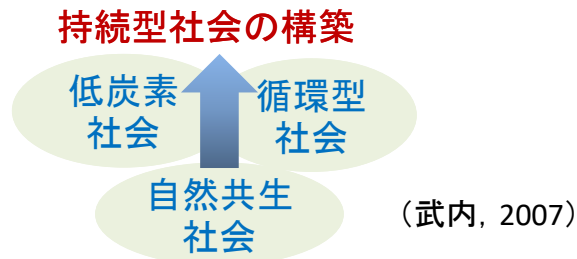 持続型社会の構築
低炭素
社会
循環型
社会
自然共生
社会
（武内, 2007）